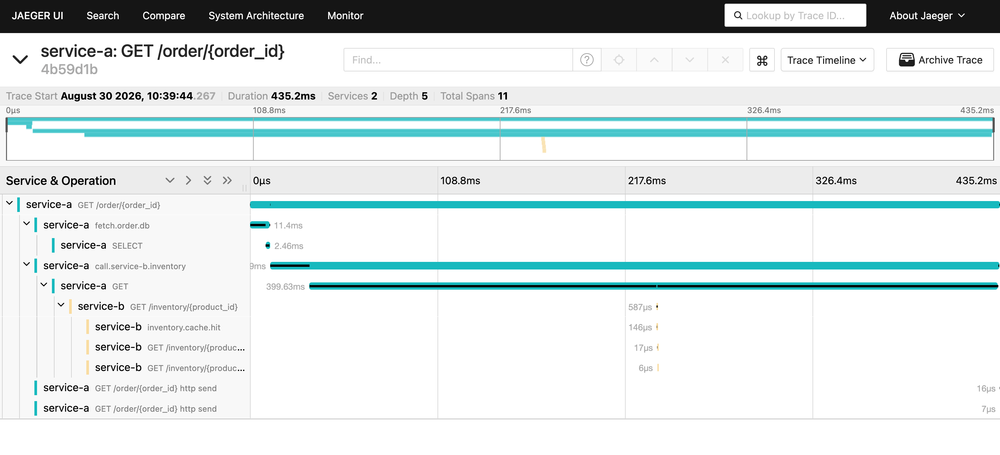 JAEGER UI Search Compare System Architecture Monitor Lookup by Trace ID... About Jaeger
service-a: GET /order/{order_id}
4b59d1b
Find... Trace Timeline Archive Trace
Trace Start August 30 2026, 10:39:44.267 Duration 435.2ms Services 2 Depth 5 Total Spans 11
0μs 108.8ms 217.6ms 326.4ms 435.2ms
Service & Operation 0μs 108.8ms 217.6ms 326.4ms 435.2ms
service-a GET /order/{order_id}
service-a fetch.order.db 11.4ms
service-a SELECT 2.46ms
service-a call.service-b.inventory 9ms
service-a GET 399.63ms
service-b GET /inventory/{product_id} 587μs
service-b inventory.cache.hit 146μs
service-b GET /inventory/{produc... 17μs
service-b GET /inventory/{produc... 6μs
service-a GET /order/{order_id} http send 16μs
service-a GET /order/{order_id} http send 7μs